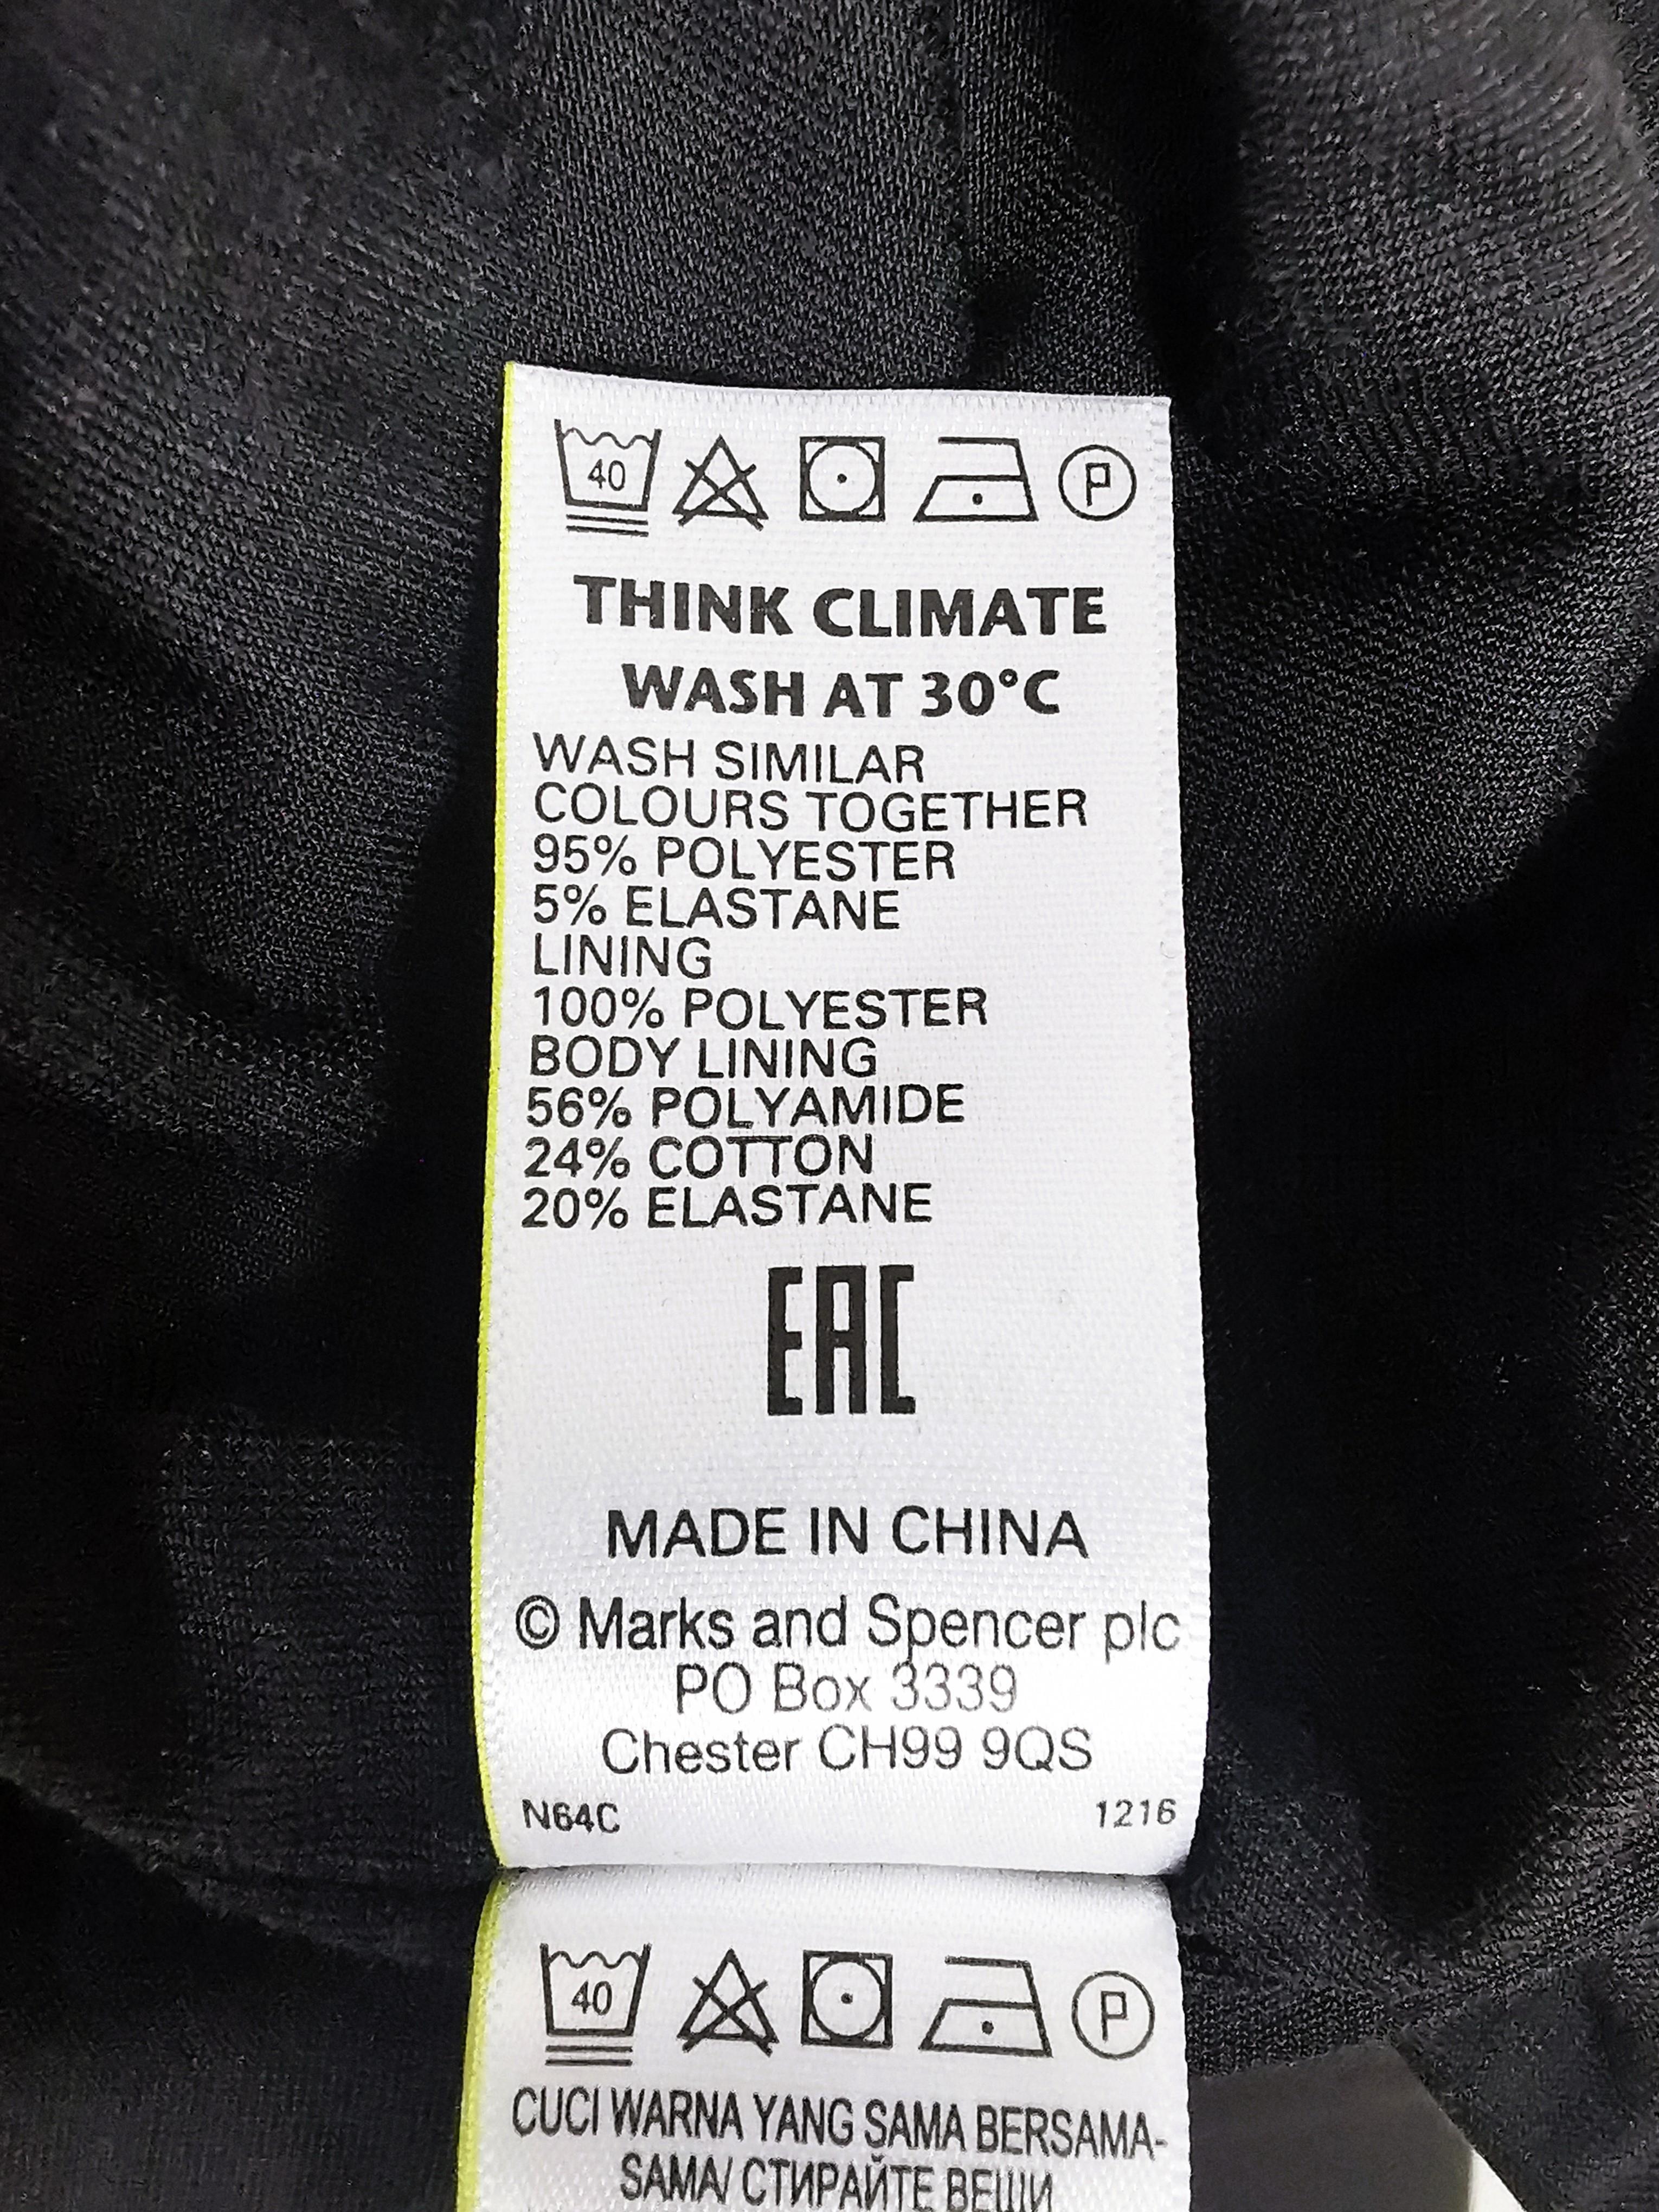 40 P
THINK CLIMATE
WASH AT 30°C
WASH SIMILAR
COLOURS TOGETHER
95% POLYESTER
5% ELASTANE
LINING
100% POLYESTER
BODY LINING
56% POLYAMIDE
24% COTTON
20% ELASTANE
EAC
MADE IN CHINA
© Marks and Spencer plc
PO Box 3339
Chester CH99 9QS
N64C 1216
40 P
CUCI WARNA YANG SAMA BERSAMA-
SAMA/ СТИРАЙТЕ ВЕЩИ